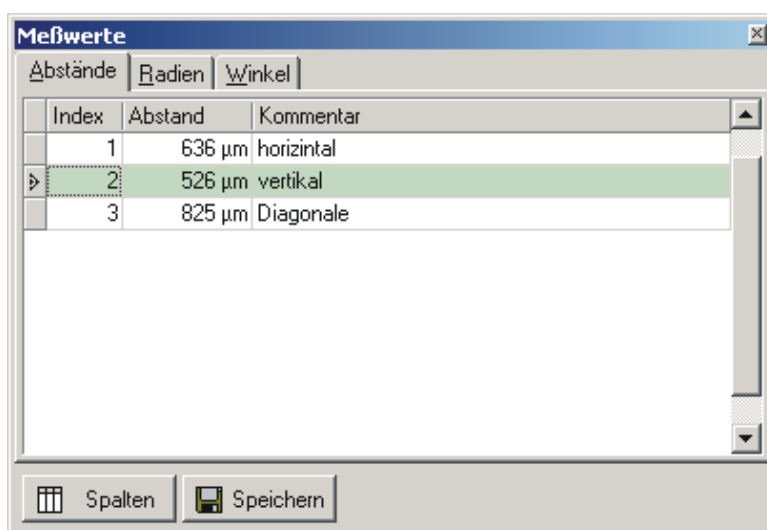 Meßwerte
Abstände Radien Winkel
Index Abstand Kommentar
1 636 µm horizintal
2 526 µm vertikal
3 825 µm Diagonale
Spalten Speichern